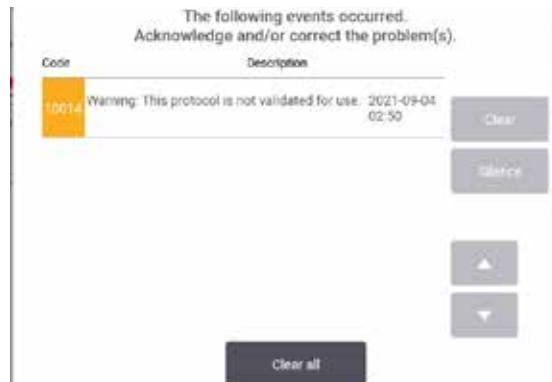 The following events occurred.
Acknowledge and/or correct the problem(s).
Code Description
10014 Warning: This protocol is not validated for use. 2021-09-04
02:50
Clear
Silence
Clear all